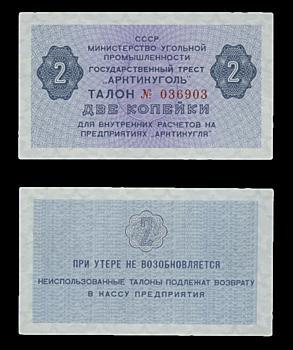 СССР
МИНИСТЕРСТВО УГОЛЬНОЙ
ПРОМЫШЛЕННОСТИ
ГОСУДАРСТВЕННЫЙ ТРЕСТ
2 „АРКТИКУГОЛЬ" 2
ТАЛОН № 036903
ДВЕ КОПЕЙКИ
ДЛЯ ВНУТРЕННИХ РАСЧЕТОВ НА
ПРЕДПРИЯТИЯХ „АРКТИКУГЛЯ"
2
ПРИ УТЕРЕ НЕ ВОЗОБНОВЛЯЕТСЯ
НЕИСПОЛЬЗОВАННЫЕ ТАЛОНЫ ПОДЛЕЖАТ ВОЗВРАТУ
В КАССУ ПРЕДПРИЯТИЯ